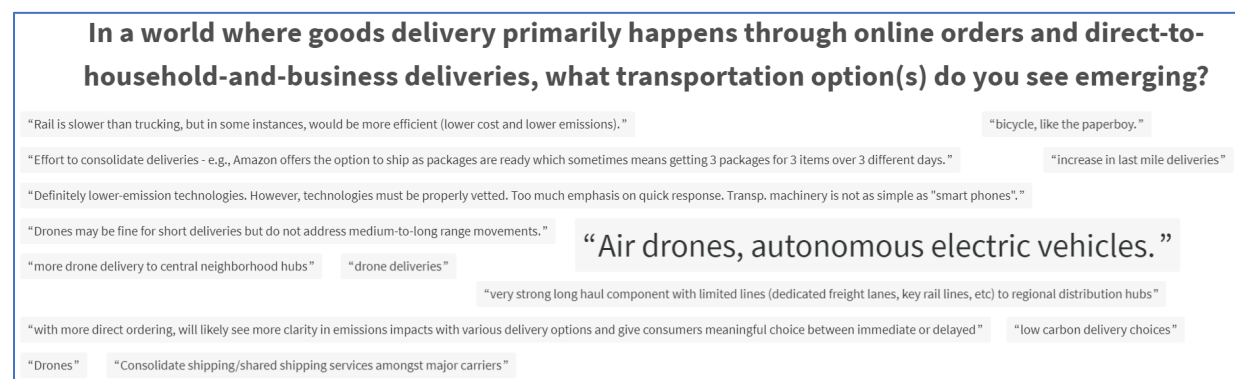 In a world where goods delivery primarily happens through online orders and direct-to-
household-and-business deliveries, what transportation option(s) do you see emerging?
“Rail is slower than trucking, but in some instances, would be more efficient (lower cost and lower emissions).”
“bicycle, like the paperboy.”
“Effort to consolidate deliveries - e.g., Amazon offers the option to ship as packages are ready which sometimes means getting 3 packages for 3 items over 3 different days.”
“increase in last mile deliveries”
“Definitely lower-emission technologies. However, technologies must be properly vetted. Too much emphasis on quick response. Transp. machinery is not as simple as "smart phones".”
“Drones may be fine for short deliveries but do not address medium-to-long range movements.”
“Air drones, autonomous electric vehicles.”
“more drone delivery to central neighborhood hubs”
“drone deliveries”
“very strong long haul component with limited lines (dedicated freight lanes, key rail lines, etc) to regional distribution hubs”
“with more direct ordering, will likely see more clarity in emissions impacts with various delivery options and give consumers meaningful choice between immediate or delayed”
“low carbon delivery choices”
“Drones”
“Consolidate shipping/shared shipping services amongst major carriers”